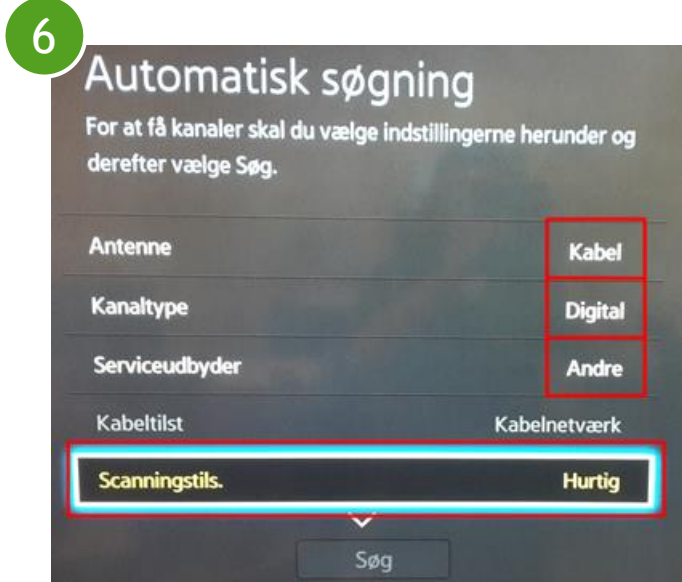 6
Automatisk søgning
For at få kanaler skal du vælge indstillingerne herunder og
derefter vælge Søg.
Antenne Kabel
Kanaltype Digital
Serviceudbyder Andre
Kabeltilst Kabelnetværk
Scanningstils. Hurtig
Søg